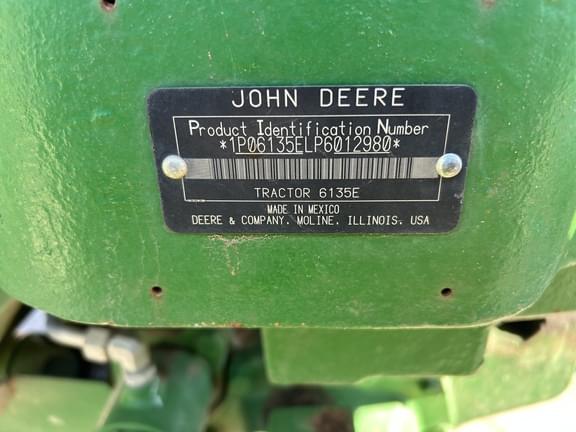 JOHN DEERE
Product Identification Number
*1P06135ELP6012980*
TRACTOR 6135E
MADE IN MEXICO
DEERE & COMPANY, MOLINE, ILLINOIS, USA